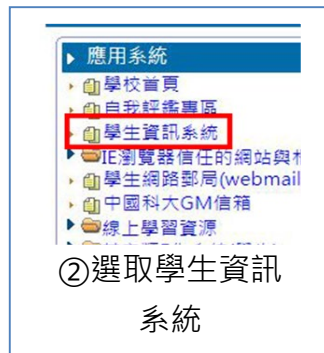 應用系統
學校首頁
自我評鑑專區
學生資訊系統
IE瀏覽器信任的網站與
學生網路郵局(webmail
中國科大GM信箱
線上學習資源
②選取學生資訊
系統